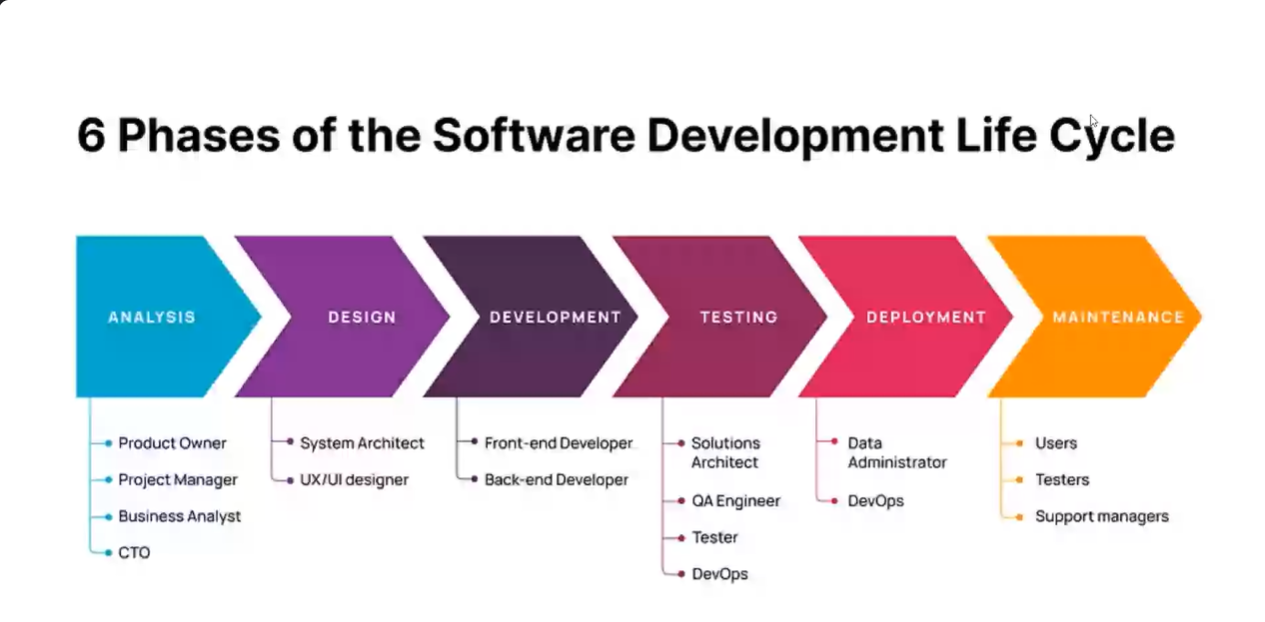 6 Phases of the Software Development Life Cycle
ANALYSIS
DESIGN
DEVELOPMENT
TESTING
DEPLOYMENT
MAINTENANCE
Product Owner
Project Manager
Business Analyst
CTO
System Architect
UX/UI designer
Front-end Developer
Back-end Developer
Solutions
Architect
QA Engineer
Tester
DevOps
Data
Administrator
DevOps
Users
Testers
Support managers